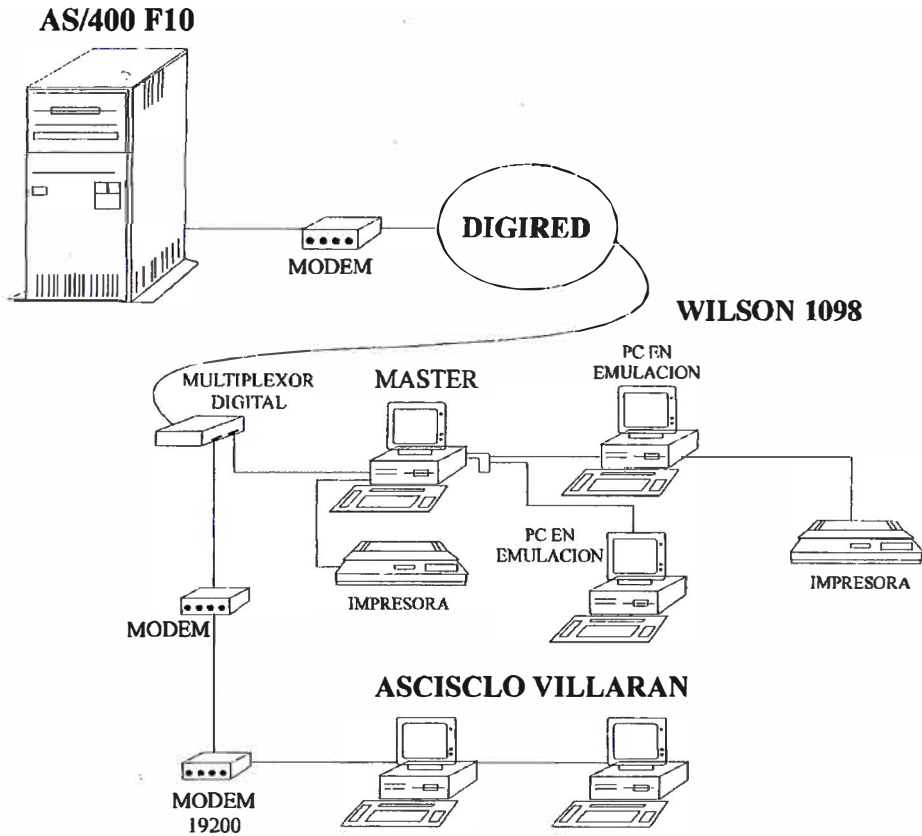 AS/400 F10
DIGIRED
MODEM
WILSON 1098
PC EN
EMULACION
MULTIPLEXOR
DIGITAL
MASTER
PC EN
EMULACION
IMPRESORA
IMPRESORA
MODEM
ASCISCLO VILLARAN
MODEM
19200